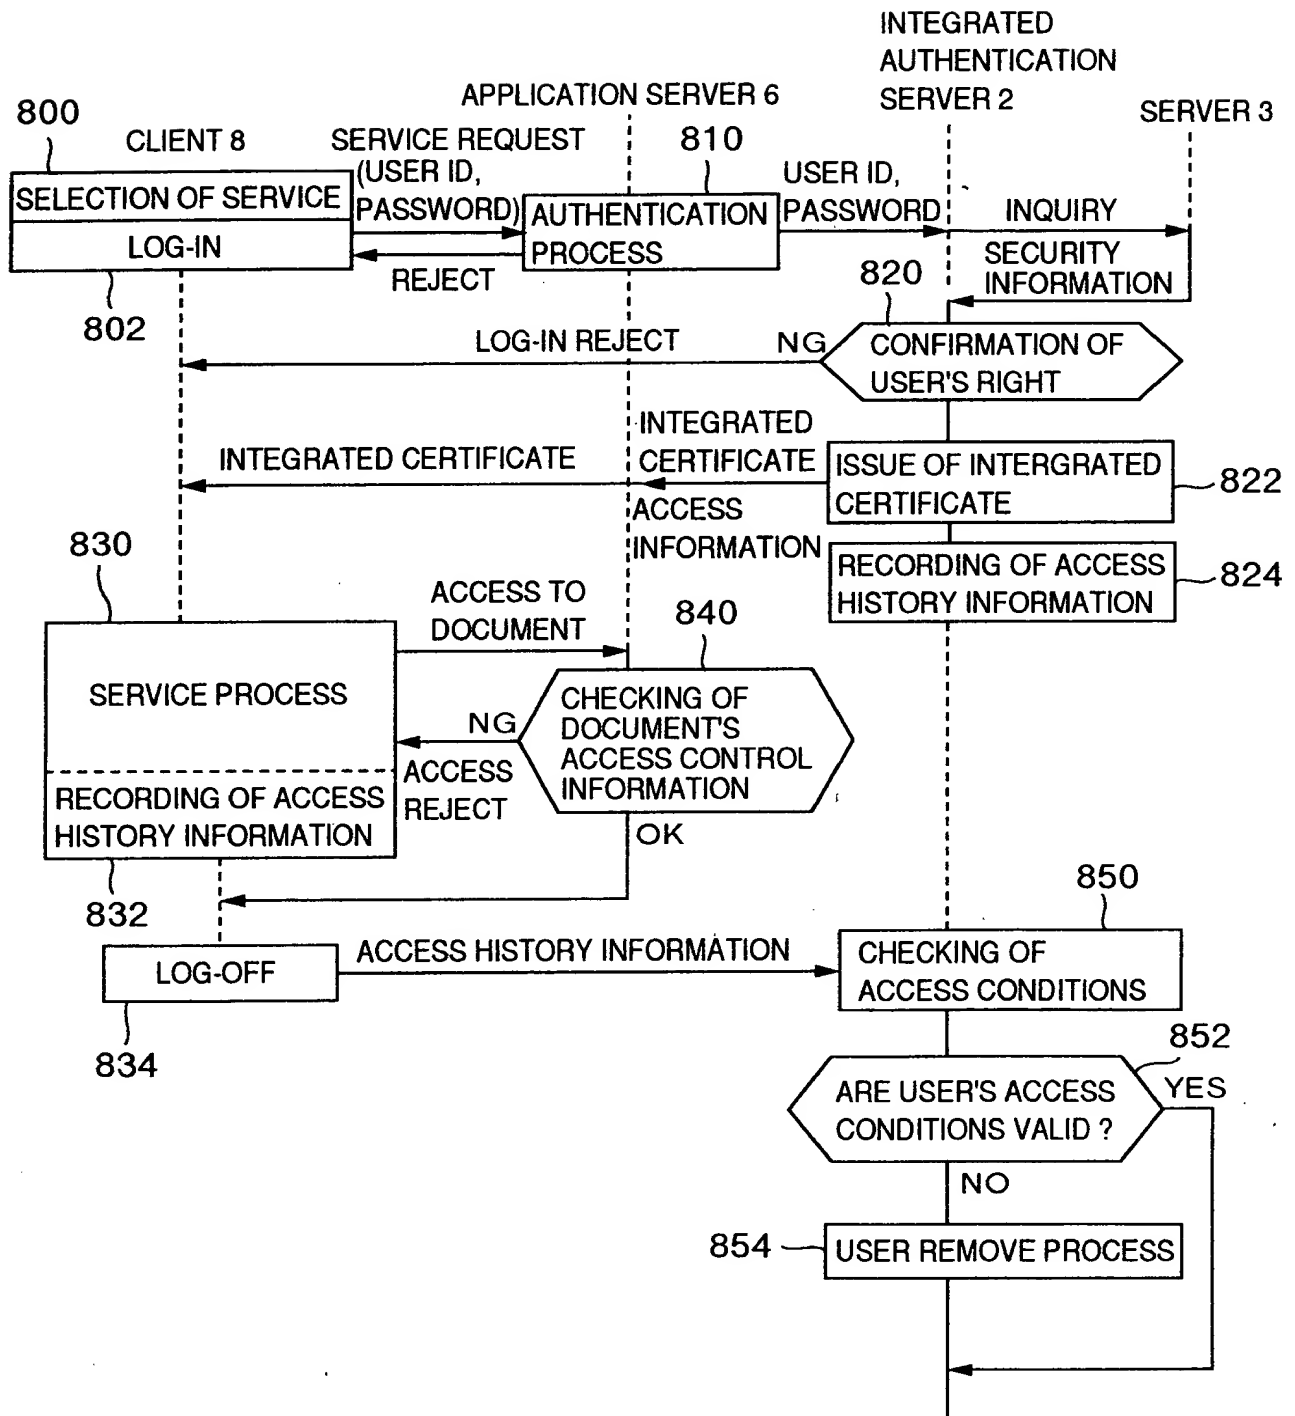 INTEGRATED
AUTHENTICATION
SERVER 2
APPLICATION SERVER 6
SERVER 3
800
CLIENT 8
SERVICE REQUEST
(USER ID,
PASSWORD)
810
USER ID,
PASSWORD
SELECTION OF SERVICE
LOG-IN
AUTHENTICATION
PROCESS
INQUIRY
REJECT
SECURITY
INFORMATION
802
820
LOG-IN REJECT
NG
CONFIRMATION OF
USER'S RIGHT
INTEGRATED CERTIFICATE
INTEGRATED
CERTIFICATE
ISSUE OF INTERGRATED
CERTIFICATE
822
ACCESS
INFORMATION
830
RECORDING OF ACCESS
HISTORY INFORMATION
824
ACCESS TO
DOCUMENT
840
SERVICE PROCESS
CHECKING OF
DOCUMENT'S
ACCESS CONTROL
INFORMATION
NG
ACCESS
REJECT
RECORDING OF ACCESS
HISTORY INFORMATION
OK
832
850
LOG-OFF
ACCESS HISTORY INFORMATION
CHECKING OF
ACCESS CONDITIONS
834
852
ARE USER'S ACCESS
CONDITIONS VALID ?
YES
NO
854
USER REMOVE PROCESS